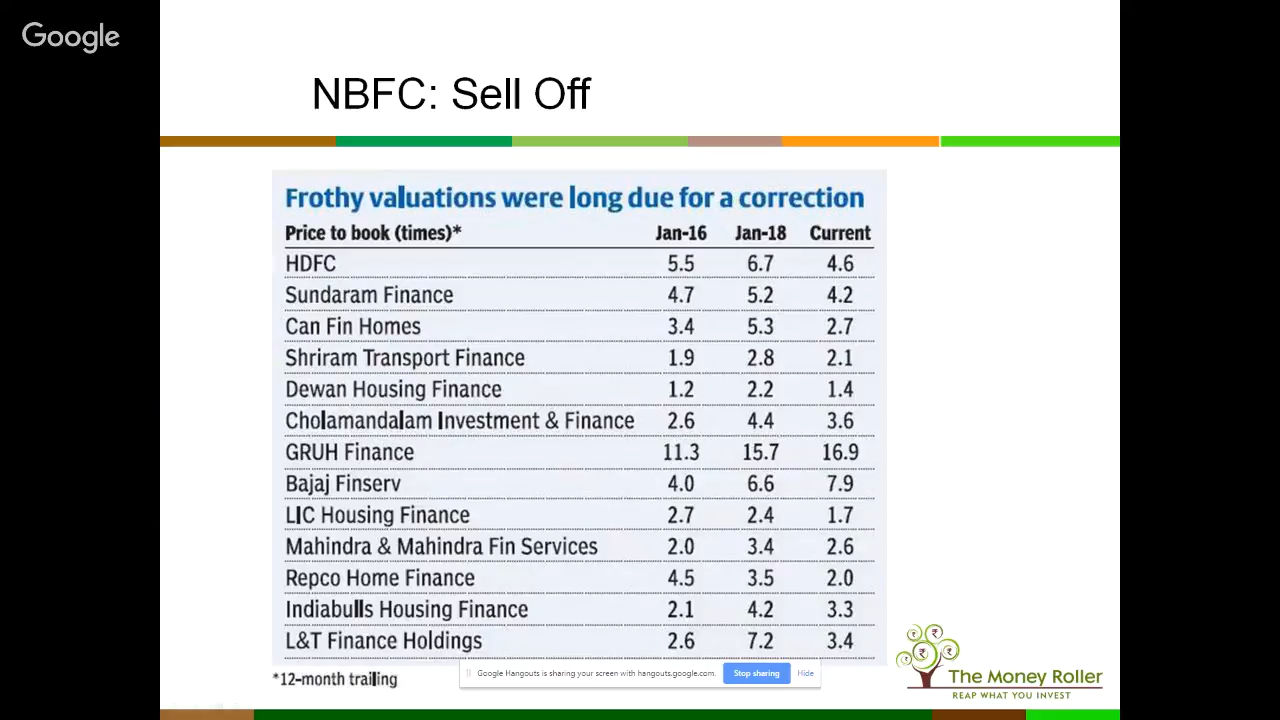 Google
NBFC: Sell Off
Frothy valuations were long due for a correction
Price to book (times)* Jan-16 Jan-18 Current
HDFC 5.5 6.7 4.6
Sundaram Finance 4.7 5.2 4.2
Can Fin Homes 3.4 5.3 2.7
Shriram Transport Finance 1.9 2.8 2.1
Dewan Housing Finance 1.2 2.2 1.4
Cholamandalam Investment & Finance 2.6 4.4 3.6
GRUH Finance 11.3 15.7 16.9
Bajaj Finserv 4.0 6.6 7.9
LIC Housing Finance 2.7 2.4 1.7
Mahindra & Mahindra Fin Services 2.0 3.4 2.6
Repco Home Finance 4.5 3.5 2.0
Indiabulls Housing Finance 2.1 4.2 3.3
L&T Finance Holdings 2.6 7.2 3.4
*12-month trailing
Google Hangouts is sharing your screen with hangouts.google.com. Stop sharing Hide
₹ ₹ ₹ ₹ ₹
The Money Roller
REAP WHAT YOU INVEST